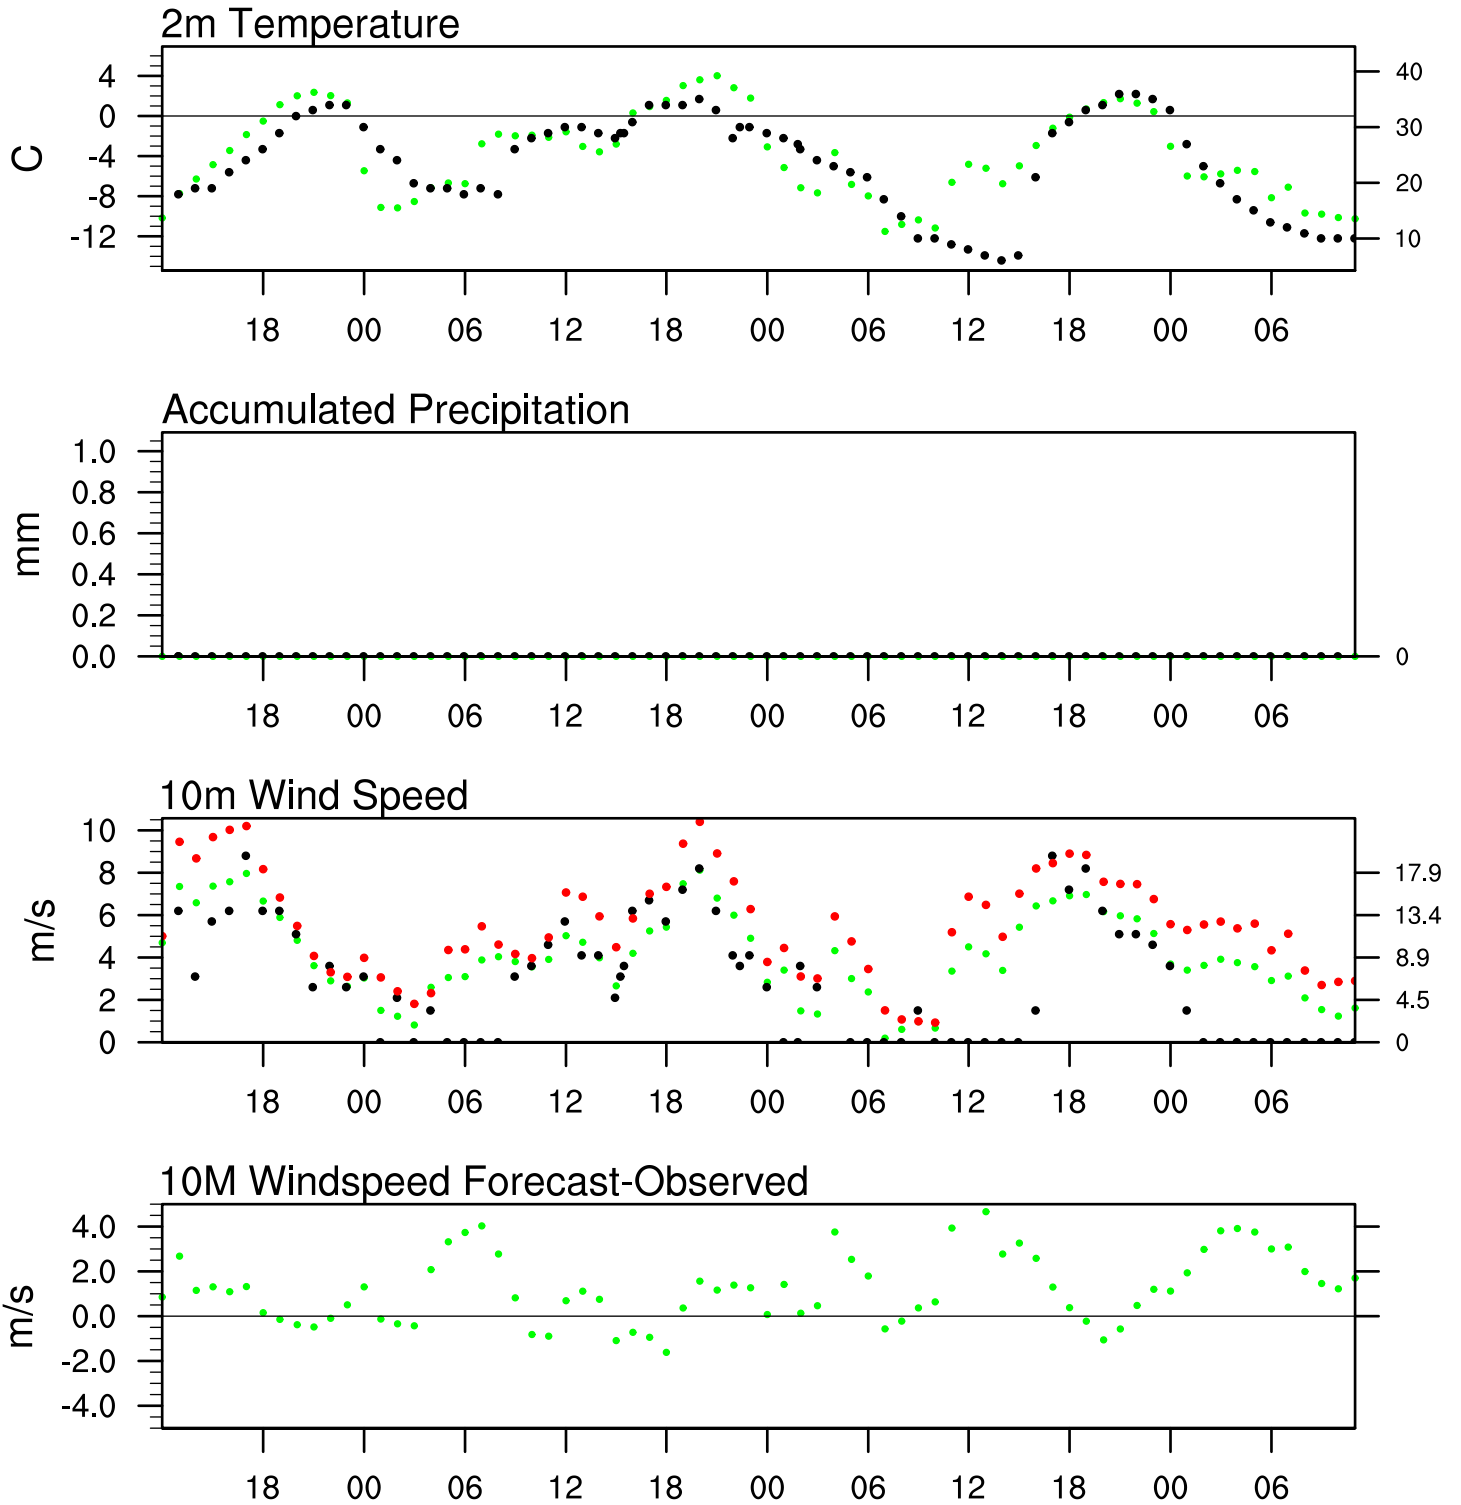 2m Temperature
4
0
-4
-8
-12
C
40
30
20
10
18 00 06 12 18 00 06 12 18 00 06
Accumulated Precipitation
1.0
0.8
0.6
0.4
0.2
0.0
mm
0
18 00 06 12 18 00 06 12 18 00 06
10m Wind Speed
10
8
6
4
2
0
m/s
17.9
13.4
8.9
4.5
0
18 00 06 12 18 00 06 12 18 00 06
10M Windspeed Forecast-Observed
4.0
2.0
0.0
-2.0
-4.0
m/s
18 00 06 12 18 00 06 12 18 00 06